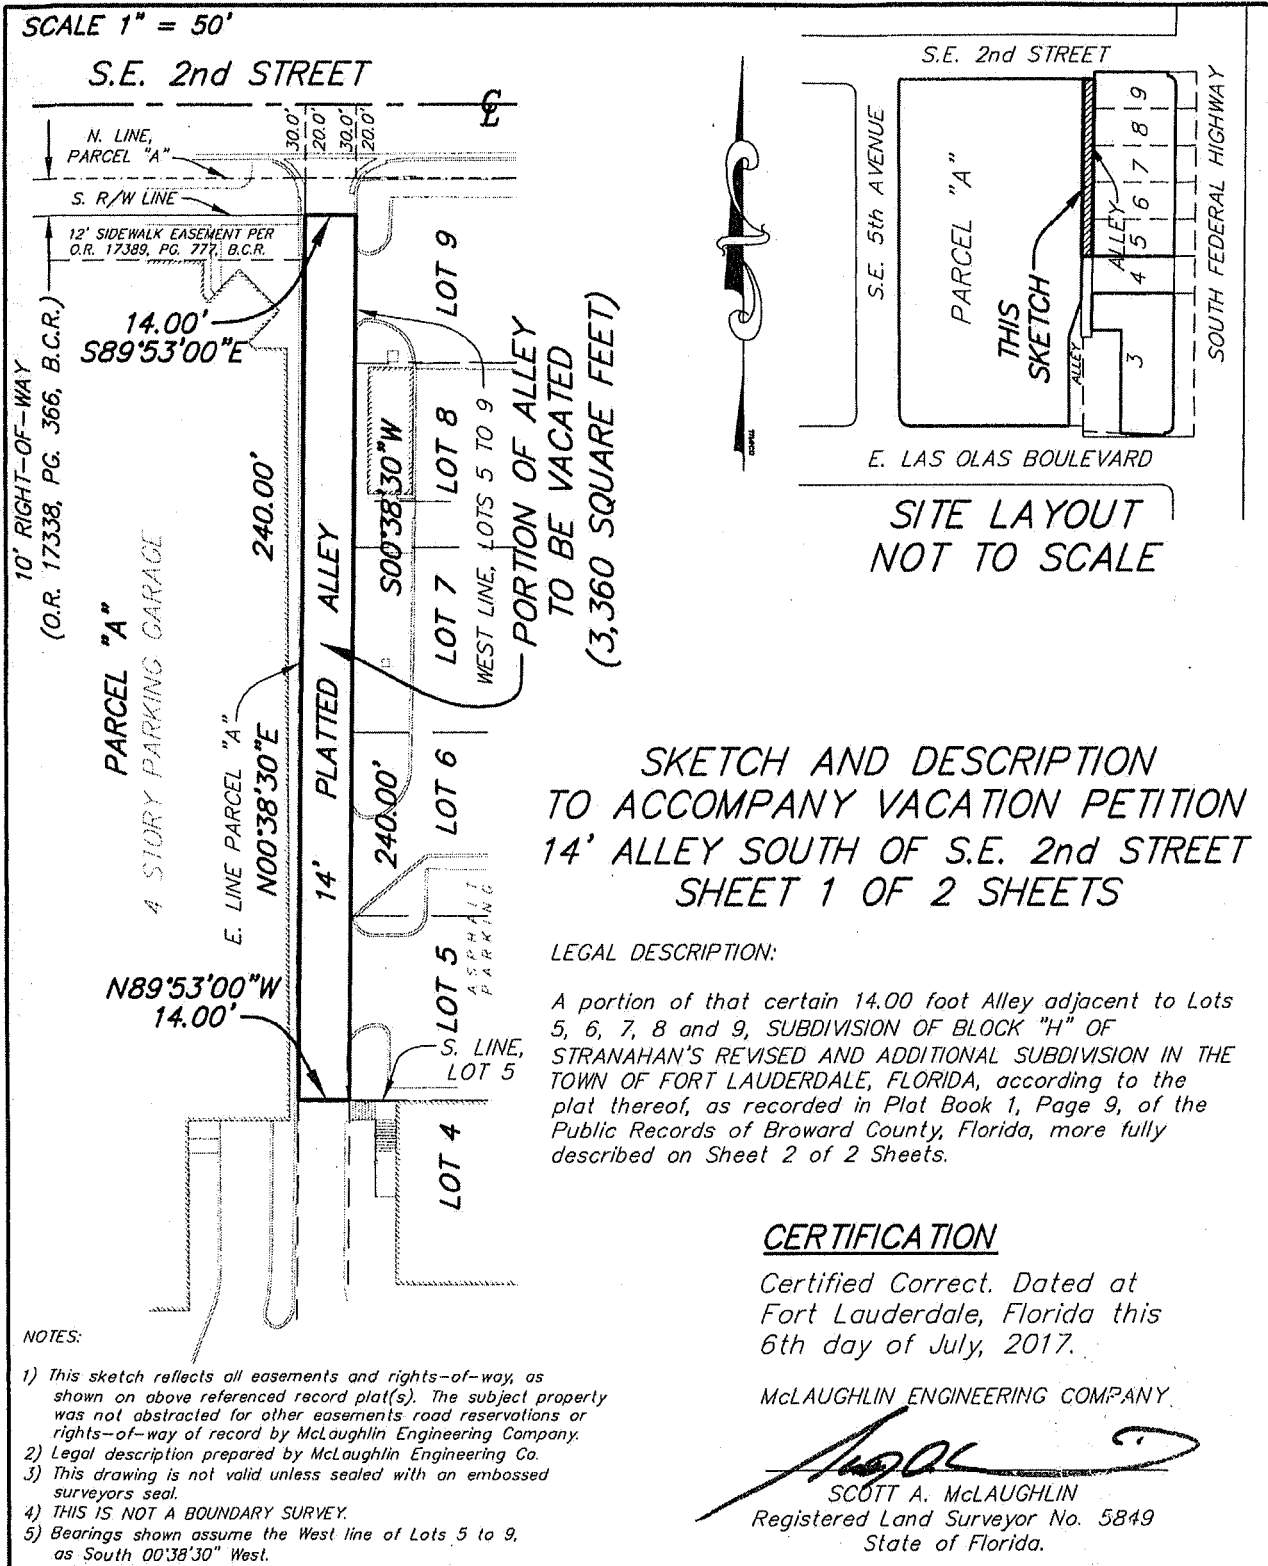 SCALE 1" = 50'
S.E. 2nd STREET
℄
30.0'
20.0'
30.0'
20.0'
N. LINE,
PARCEL "A"
S. R/W LINE
12' SIDEWALK EASEMENT PER
O.R. 17389, PG. 777, B.C.R.
14.00'
S89°53'00"E
10' RIGHT-OF-WAY
(O.R. 17338, PG. 366, B.C.R.)
PARCEL "A"
4 STORY PARKING GARAGE
240.00'
E. LINE PARCEL "A"
N00°38'30"E
14' PLATTED ALLEY
S00°38'30"W
240.00'
LOT 9
LOT 8
LOT 7
LOT 6
LOT 5
LOT 4
WEST LINE, LOTS 5 TO 9
PORTION OF ALLEY
TO BE VACATED
(3,360 SQUARE FEET)
ASPHALT
PARKING
N89°53'00"W
14.00'
S. LINE,
LOT 5
S.E. 2nd STREET
S.E. 5th AVENUE
PARCEL "A"
THIS
SKETCH
ALLEY
ALLEY
9
8
7
6
5
4
3
SOUTH FEDERAL HIGHWAY
E. LAS OLAS BOULEVARD
SITE LAYOUT
NOT TO SCALE
SKETCH AND DESCRIPTION
TO ACCOMPANY VACATION PETITION
14' ALLEY SOUTH OF S.E. 2nd STREET
SHEET 1 OF 2 SHEETS
LEGAL DESCRIPTION:
A portion of that certain 14.00 foot Alley adjacent to Lots
5, 6, 7, 8 and 9, SUBDIVISION OF BLOCK "H" OF
STRANAHAN'S REVISED AND ADDITIONAL SUBDIVISION IN THE
TOWN OF FORT LAUDERDALE, FLORIDA, according to the
plat thereof, as recorded in Plat Book 1, Page 9, of the
Public Records of Broward County, Florida, more fully
described on Sheet 2 of 2 Sheets.
CERTIFICATION
Certified Correct. Dated at
Fort Lauderdale, Florida this
6th day of July, 2017.
McLAUGHLIN ENGINEERING COMPANY
SCOTT A. McLAUGHLIN
Registered Land Surveyor No. 5849
State of Florida.
NOTES:
1) This sketch reflects all easements and rights-of-way, as
shown on above referenced record plat(s). The subject property
was not abstracted for other easements road reservations or
rights-of-way of record by McLaughlin Engineering Company.
2) Legal description prepared by McLaughlin Engineering Co.
3) This drawing is not valid unless sealed with an embossed
surveyors seal.
4) THIS IS NOT A BOUNDARY SURVEY.
5) Bearings shown assume the West line of Lots 5 to 9,
as South 00°38'30" West.